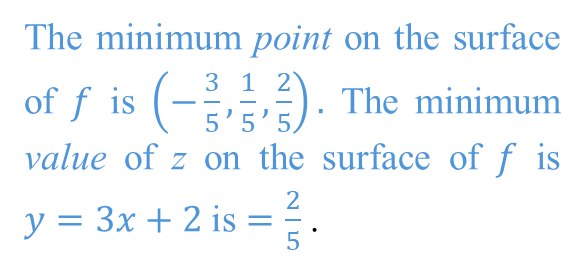 The minimum point on the surface
of f is (−3/5, 1/5, 2/5). The minimum
value of z on the surface of f is
y = 3x + 2 is = 2/5.